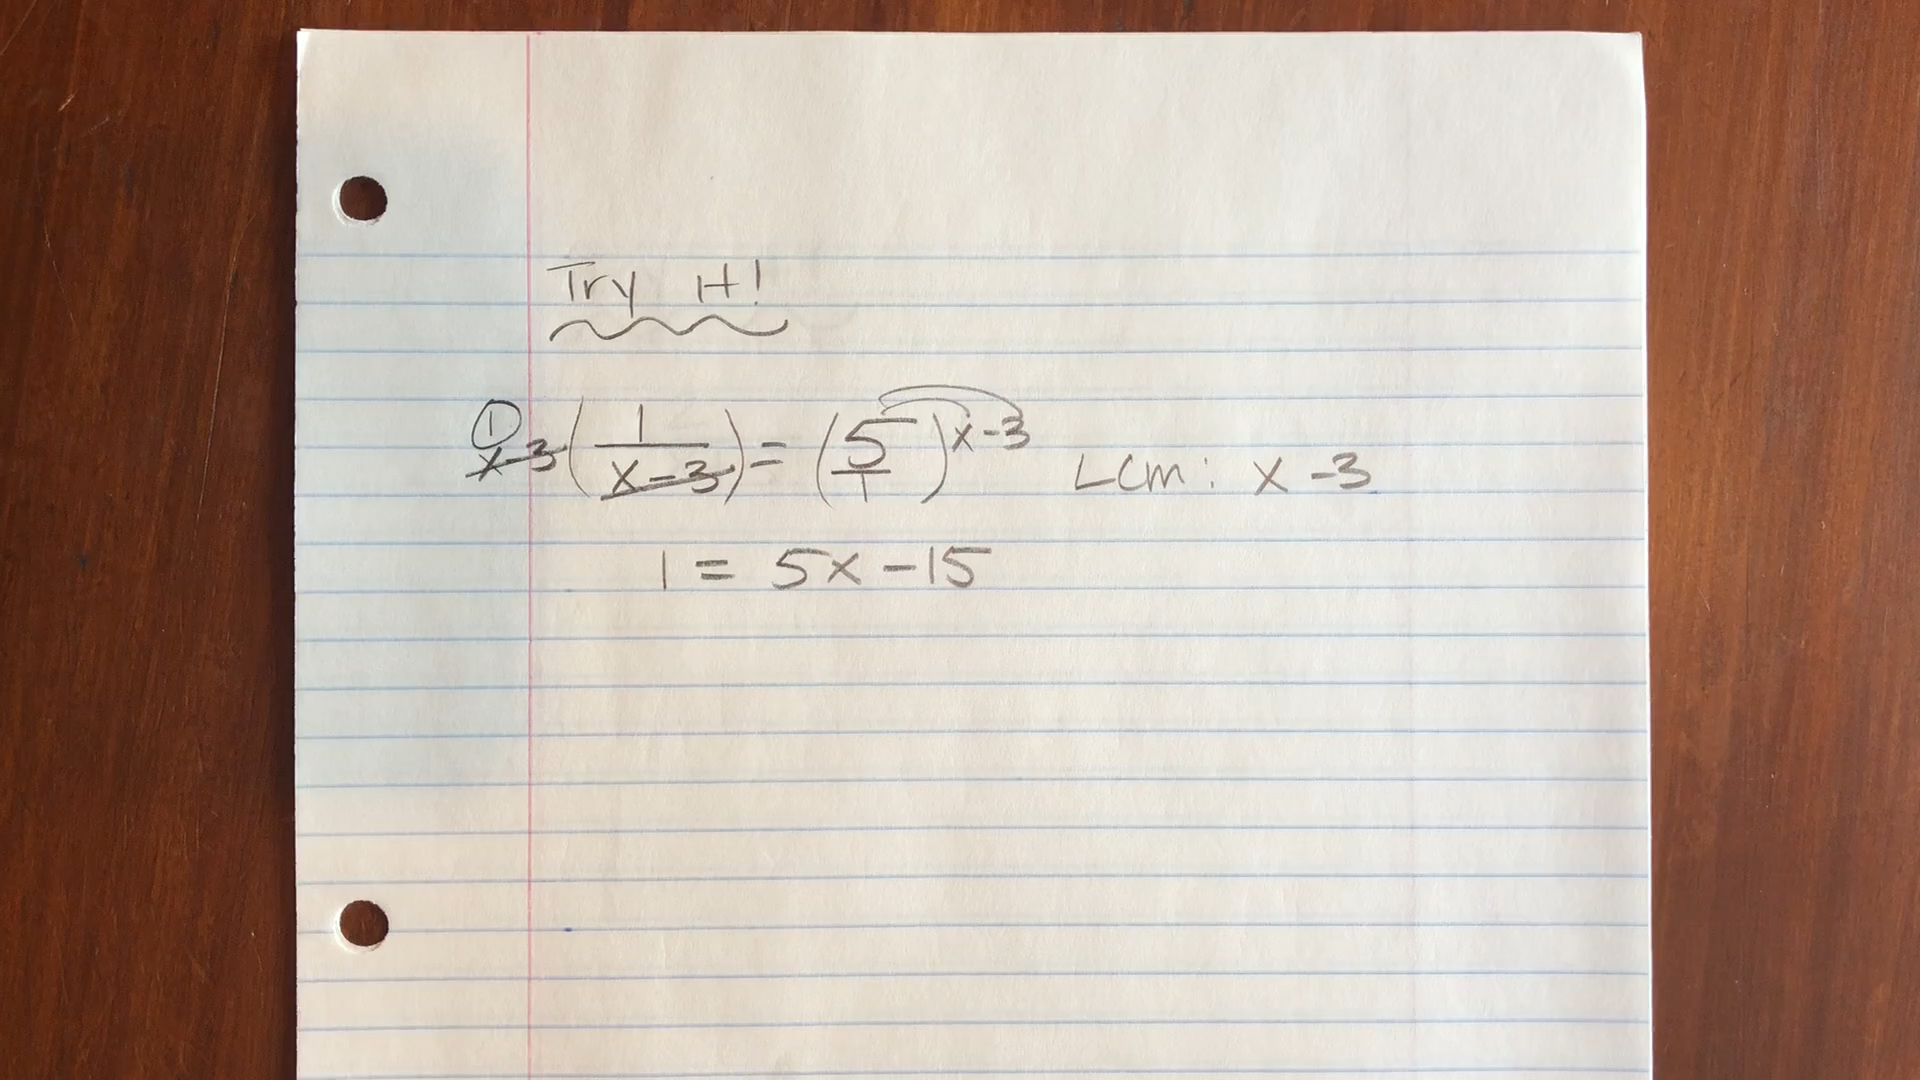 Try It!
① x-3 (1/x-3) = (5/1) x-3 LCM: x-3
1 = 5x-15